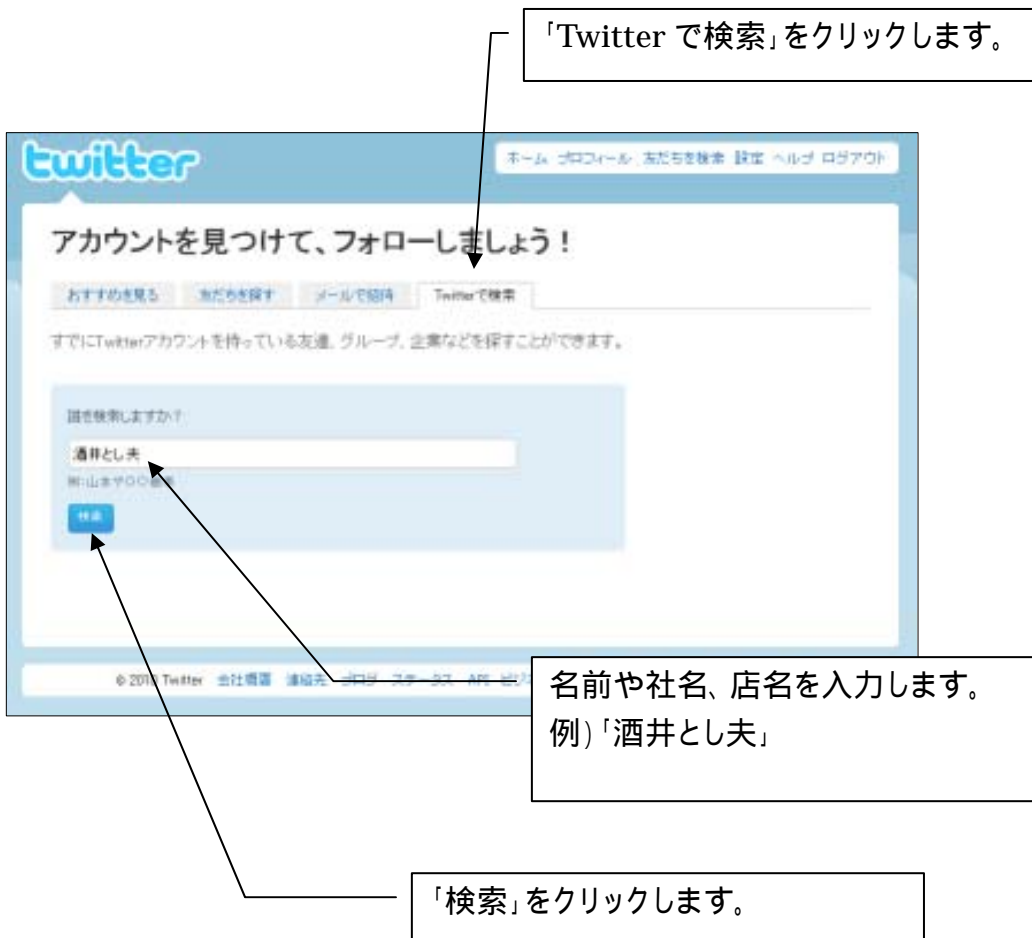 「Twitter で検索」をクリックします。
twitter
ホーム プロフィール 友だちを検索 設定 ヘルプ ログアウト
アカウントを見つけて、フォローしましょう！
おすすめを見る 友だちを探す メールで招待 Twitterで検索
すでにTwitterアカウントを持っている友達、グループ、企業などを探すことができます。
誰を検索しますか？
酒井とし夫
検索
© 2010 Twitter 会社概要 連絡先 ブログ ステータス API
名前や社名、店名を入力します。
例)「酒井とし夫」
「検索」をクリックします。